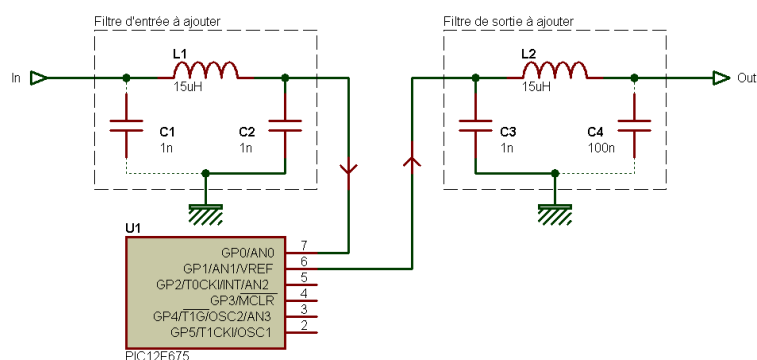 Filtre d'entrée à ajouter
Filtre de sortie à ajouter
L1
15uH
In
C1
1n
C2
1n
L2
15uH
Out
C3
1n
C4
100n
U1
GP0/AN0 7
GP1/AN1/VREF 6
GP2/T0CKI/INT/AN2 5
GP3/MCLR 4
GP4/T1G/OSC2/AN3 3
GP5/T1CKI/OSC1 2
PIC12F675